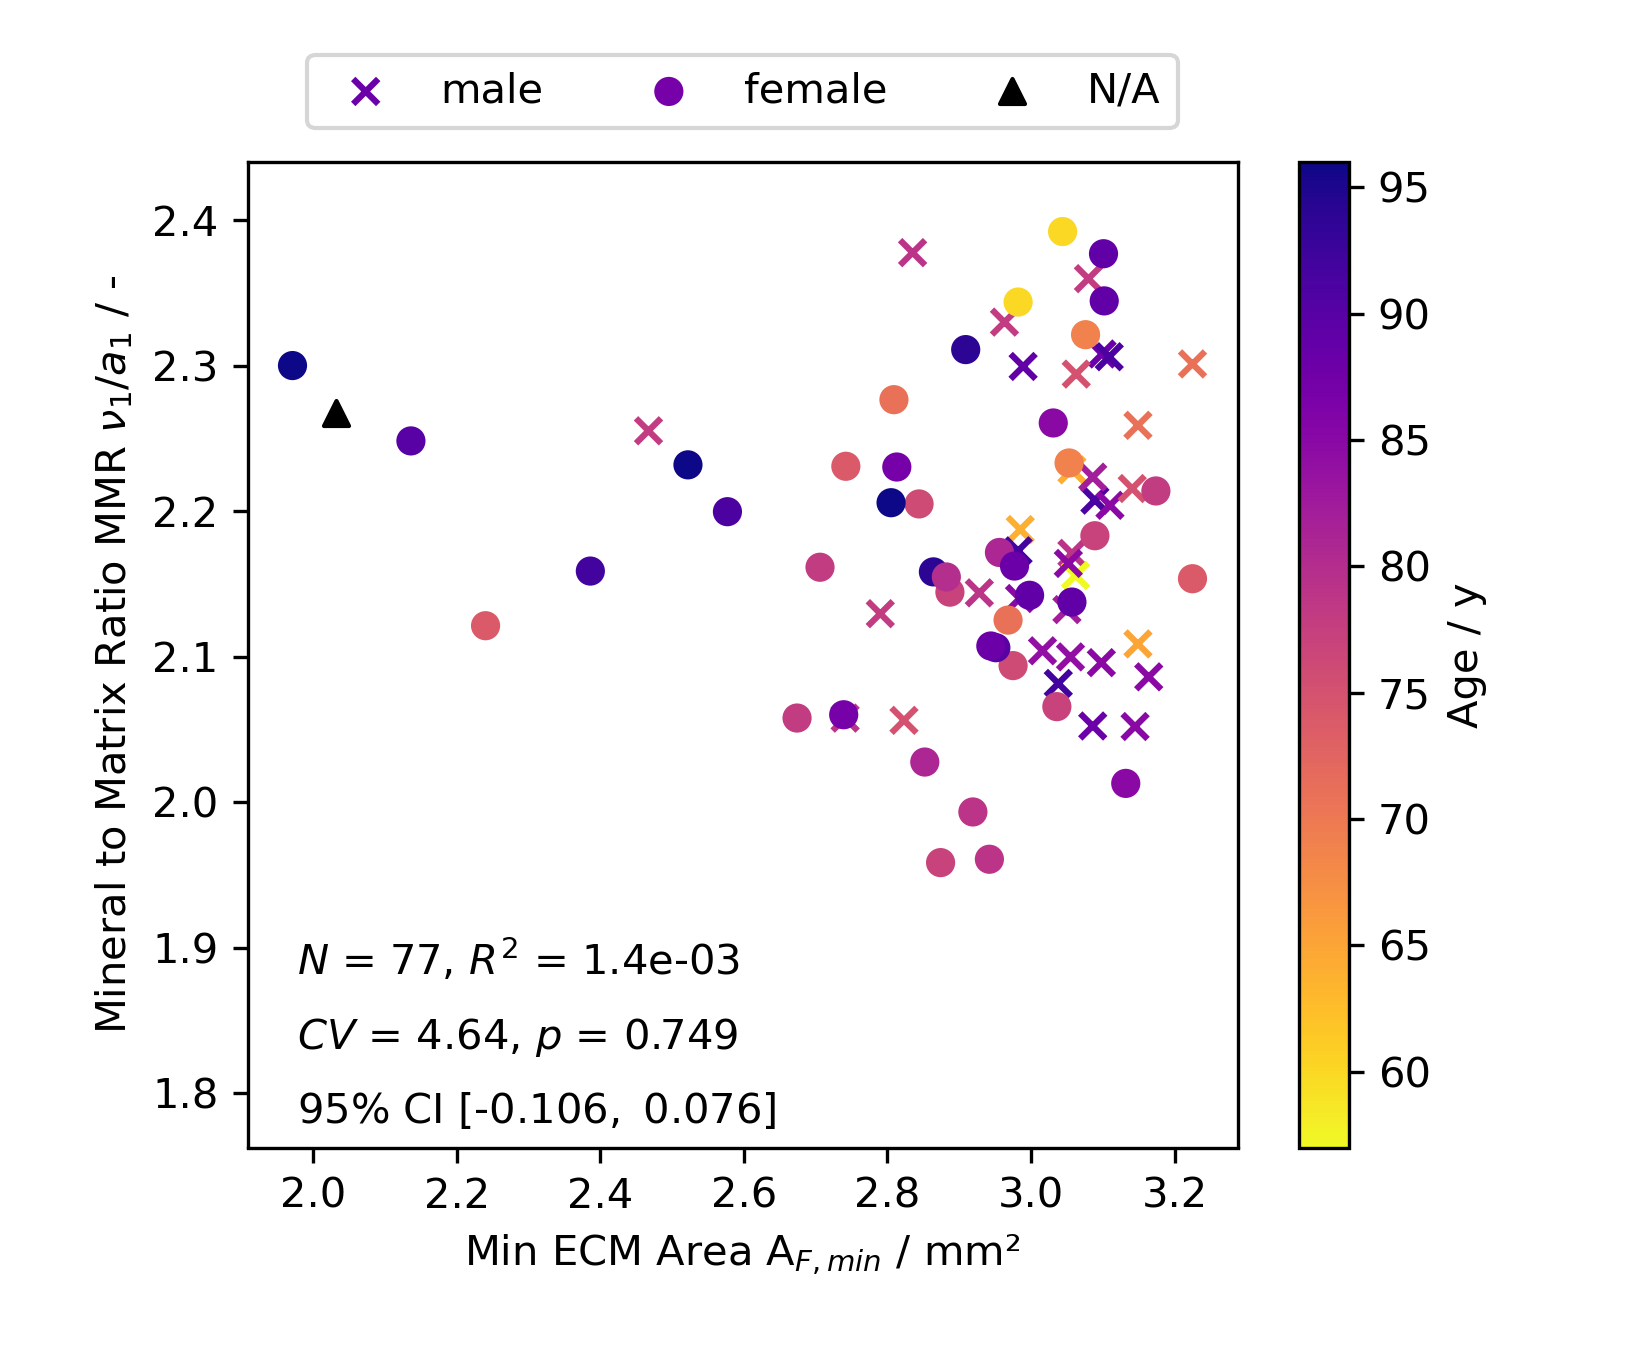 male female N/A
Mineral to Matrix Ratio MMR ν₁/a₁ / -
2.4
2.3
2.2
2.1
2.0
1.9
1.8
N = 77, R² = 1.4e-03
CV = 4.64, p = 0.749
95% CI [-0.106, 0.076]
2.0 2.2 2.4 2.6 2.8 3.0 3.2
Min ECM Area A_F,min / mm²
95
90
85
80
75
70
65
60
Age / y